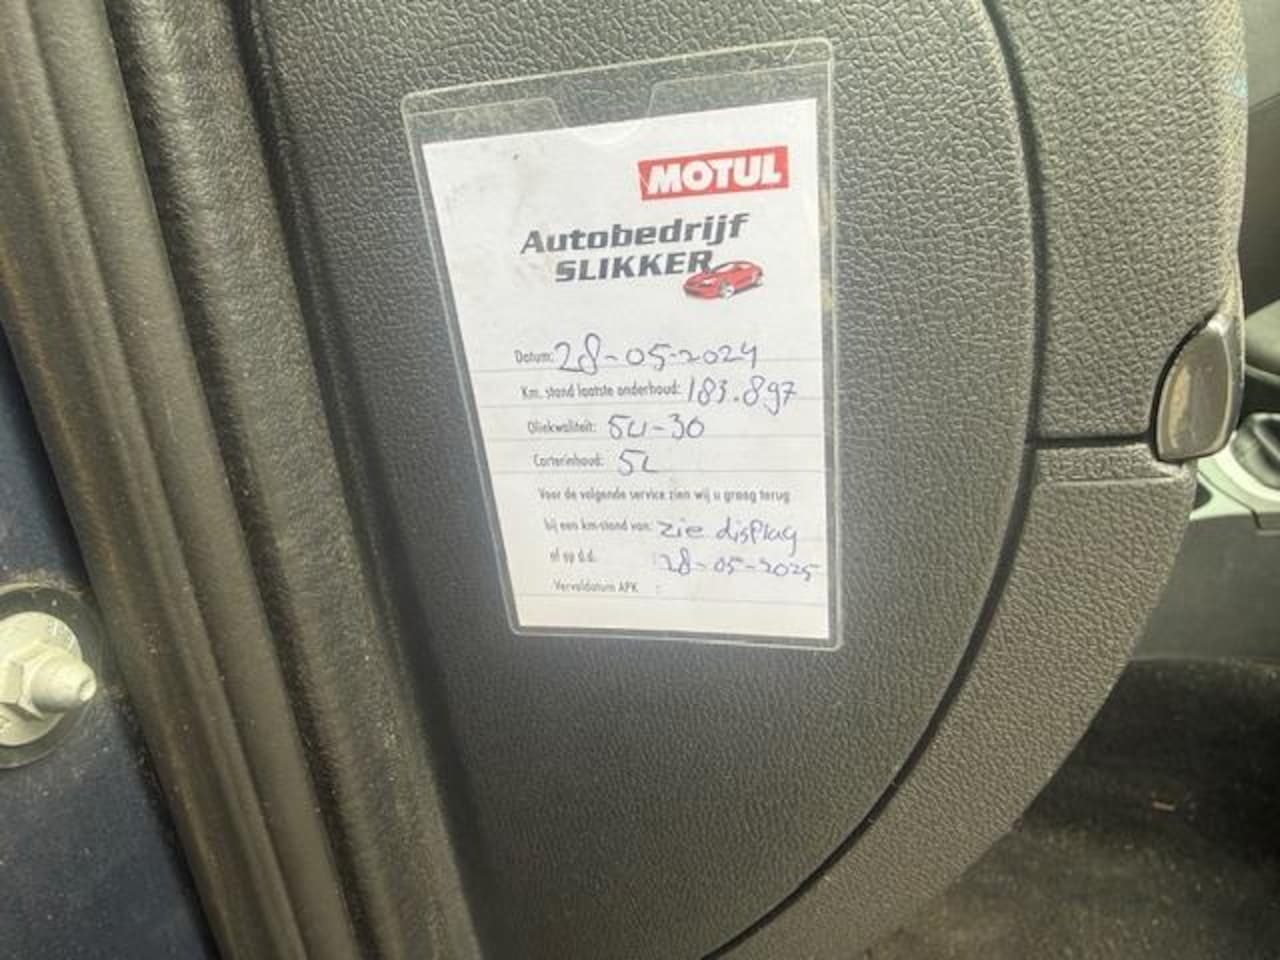 MOTUL
Autobedrijf
SLIKKER
Datum: 28-05-2024
Km. stand laatste onderhoud: 183.897
Oliekwaliteit: 5W-30
Carterinhoud: 5L
Voor de volgende service zien wij u graag terug
bij een km-stand van: zie display
of op d.d. 28-05-2025
Vervaldatum APK :